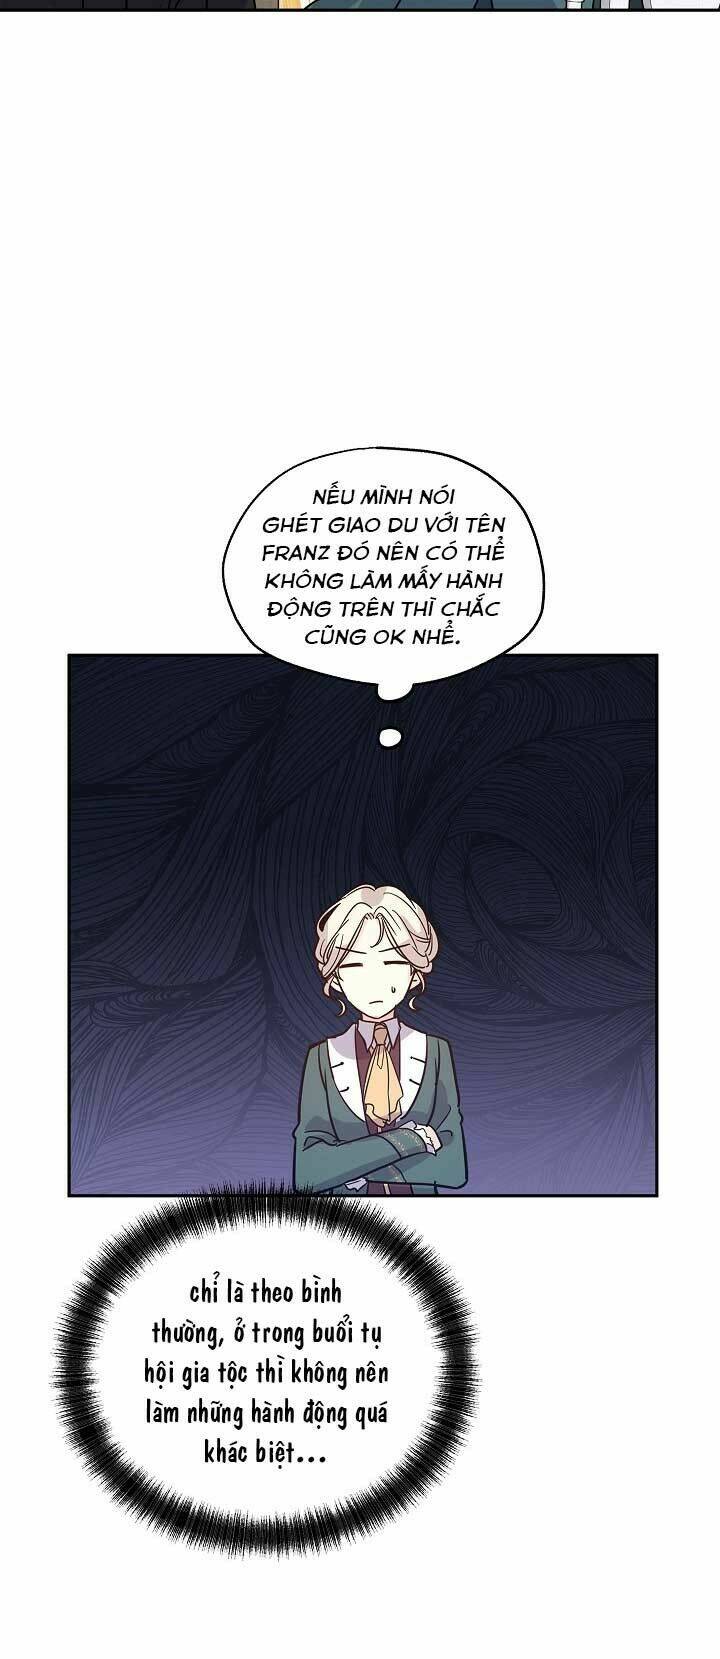 NẾU MÌNH NÓI
GHÉT GIAO DU VỚI TÊN
FRANZ ĐÓ NÊN CÓ THỂ
KHÔNG LÀM MẤY HÀNH
ĐỘNG TRÊN THÌ CHẮC
CŨNG OK NHỂ.
chỉ là theo bình
thường, ở trong buổi tụ
hội gia tộc thì không nên
làm những hành động quá
khác biệt...